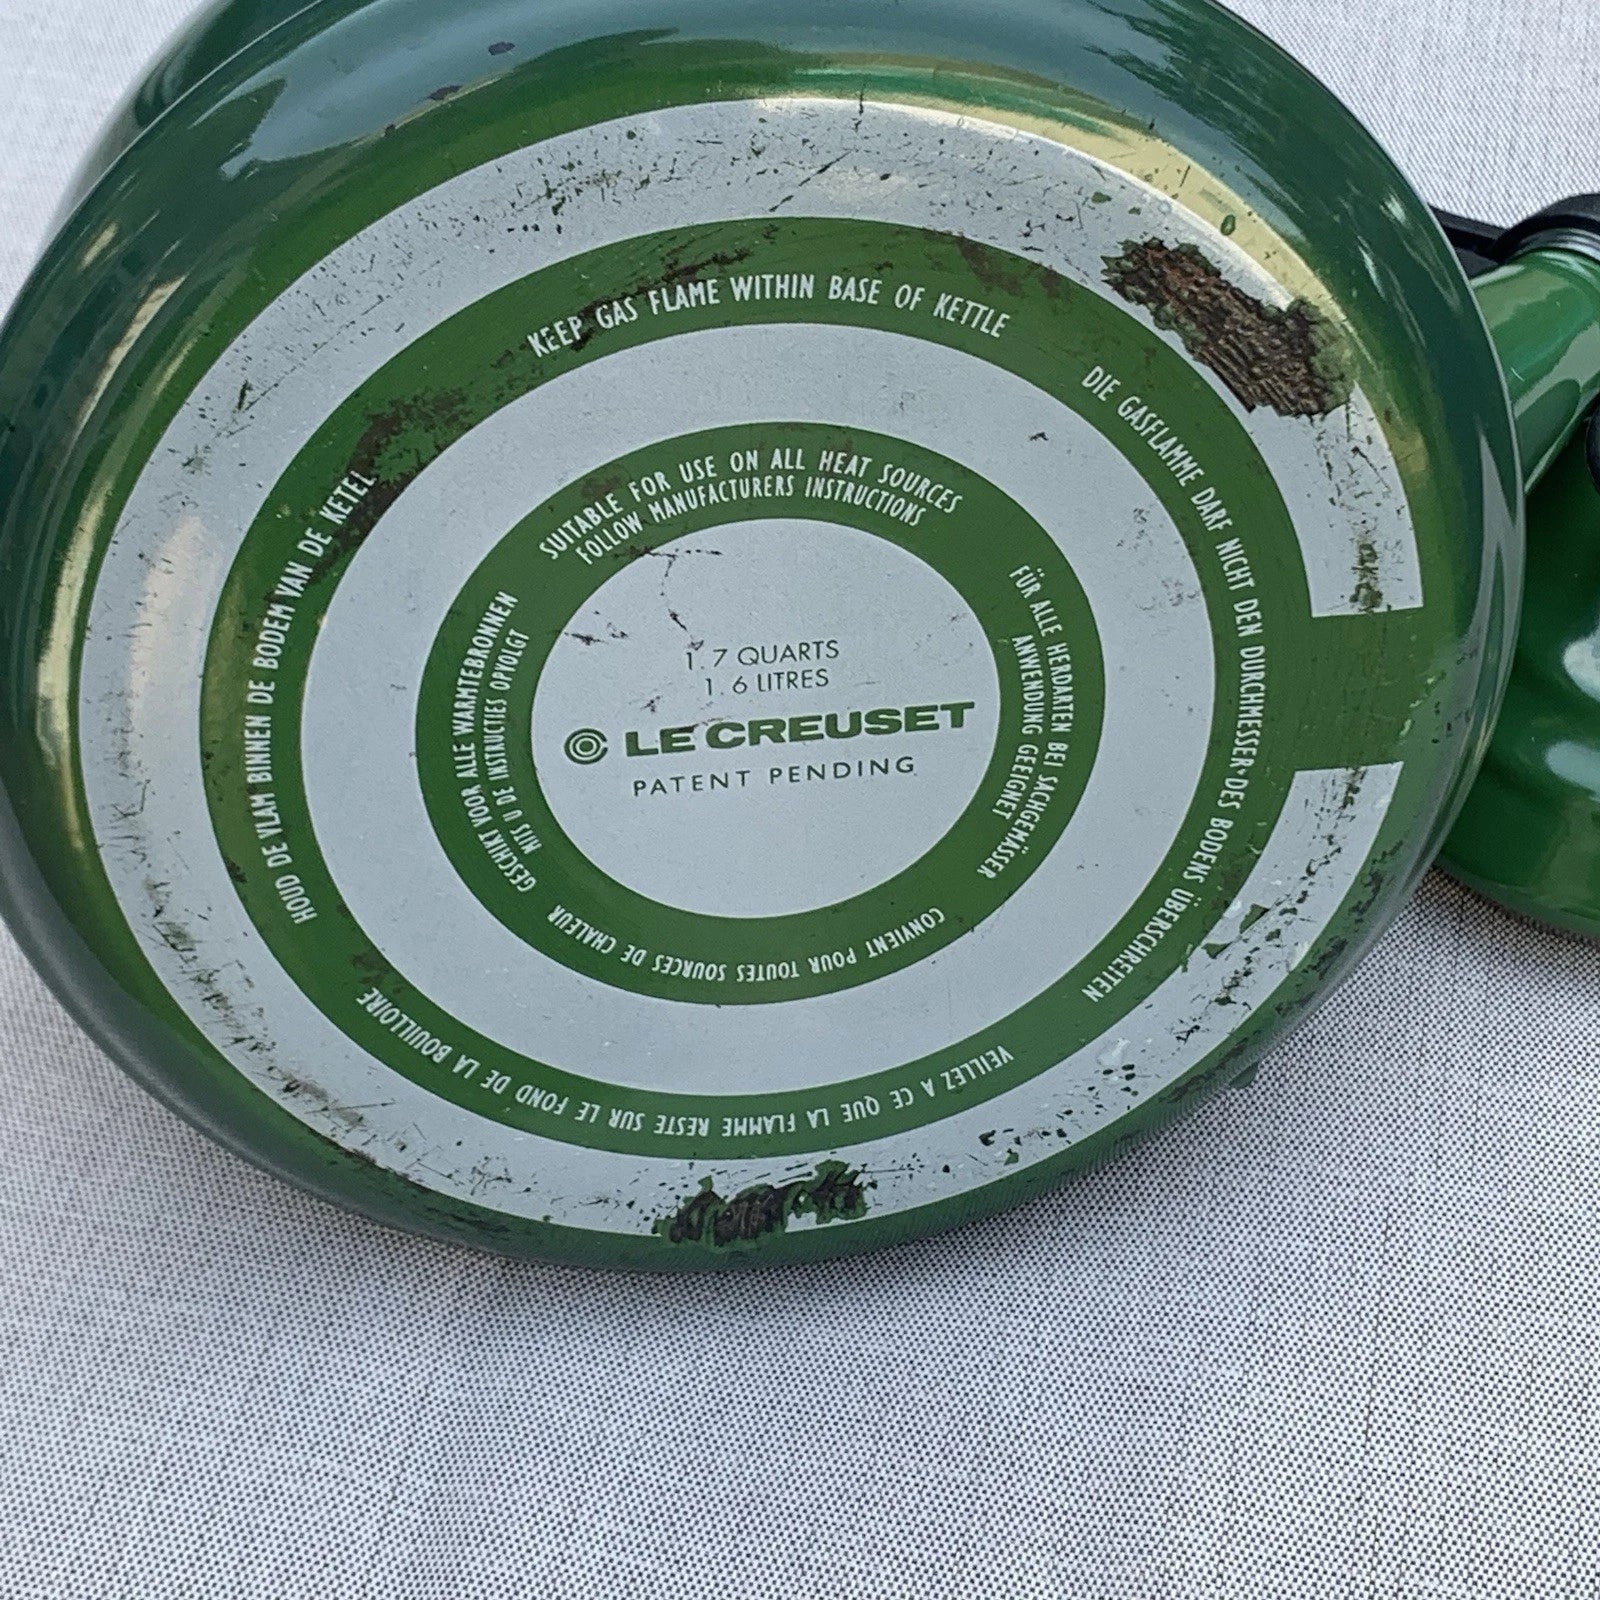 KEEP GAS FLAME WITHIN BASE OF KETTLE
DIE GASFLAMME DARF NICHT DEN DURCHMESSER DES BODENS ÜBERSCHREITEN
VEILLEZ A CE QUE LA FLAMME RESTE SUR LE FOND DE LA BOUILLOIRE
HOUD DE VLAM BINNEN DE BODEM VAN DE KETEL
SUITABLE FOR USE ON ALL HEAT SOURCES
FOLLOW MANUFACTURERS INSTRUCTIONS
FÜR ALLE HERDARTEN BEI SACHGEMÄSSER
ANWENDUNG GEEIGNET
CONVIENT POUR TOUTES SOURCES DE CHALEUR
GESCHIKT VOOR ALLE WARMTEBRONNEN
MITS U DE INSTRUCTIES OPVOLGT
1.7 QUARTS
1.6 LITRES
LE CREUSET
PATENT PENDING